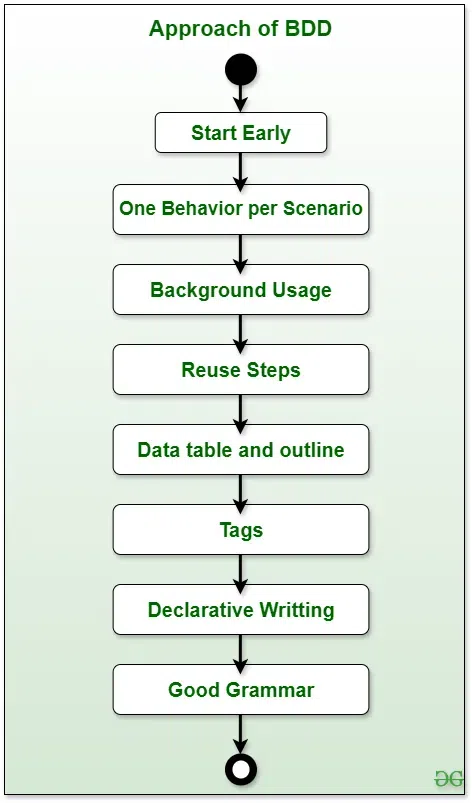 Approach of BDD
Start Early
One Behavior per Scenario
Background Usage
Reuse Steps
Data table and outline
Tags
Declarative Writting
Good Grammar